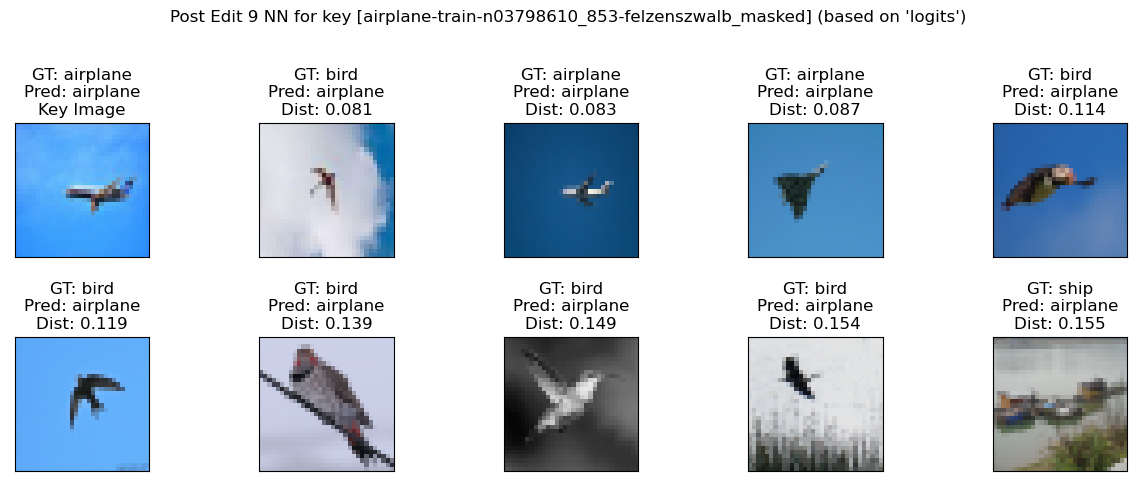 Post Edit 9 NN for key [airplane-train-n03798610_853-felzenszwalb_masked] (based on 'logits')
GT: airplane
Pred: airplane
Key Image
GT: bird
Pred: airplane
Dist: 0.081
GT: airplane
Pred: airplane
Dist: 0.083
GT: airplane
Pred: airplane
Dist: 0.087
GT: bird
Pred: airplane
Dist: 0.114
GT: bird
Pred: airplane
Dist: 0.119
GT: bird
Pred: airplane
Dist: 0.139
GT: bird
Pred: airplane
Dist: 0.149
GT: bird
Pred: airplane
Dist: 0.154
GT: ship
Pred: airplane
Dist: 0.155